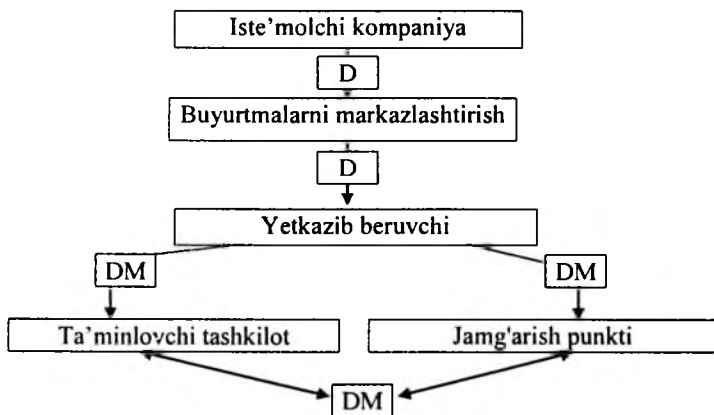 Iste’molchi kompaniya
D
Buyurtmalarni markazlashtirish
D
Yetkazib beruvchi
DM
DM
Ta’minlovchi tashkilot
Jamg'arish punkti
DM